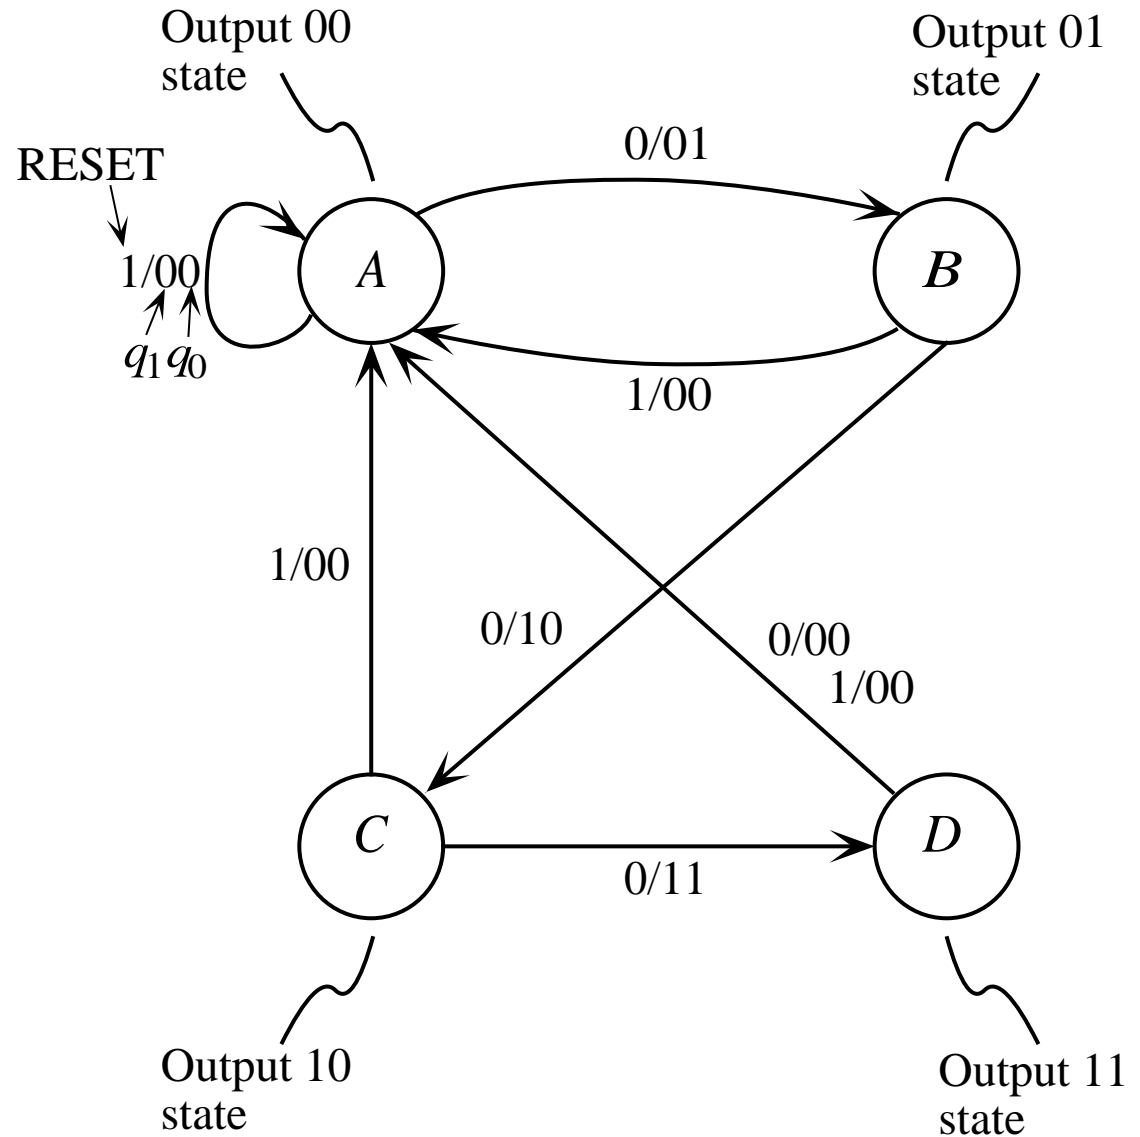 Output 00
state
Output 01
state
RESET
0/01
1/00
q1 q0
A
B
1/00
1/00
0/10
0/00
1/00
C
D
0/11
Output 10
state
Output 11
state